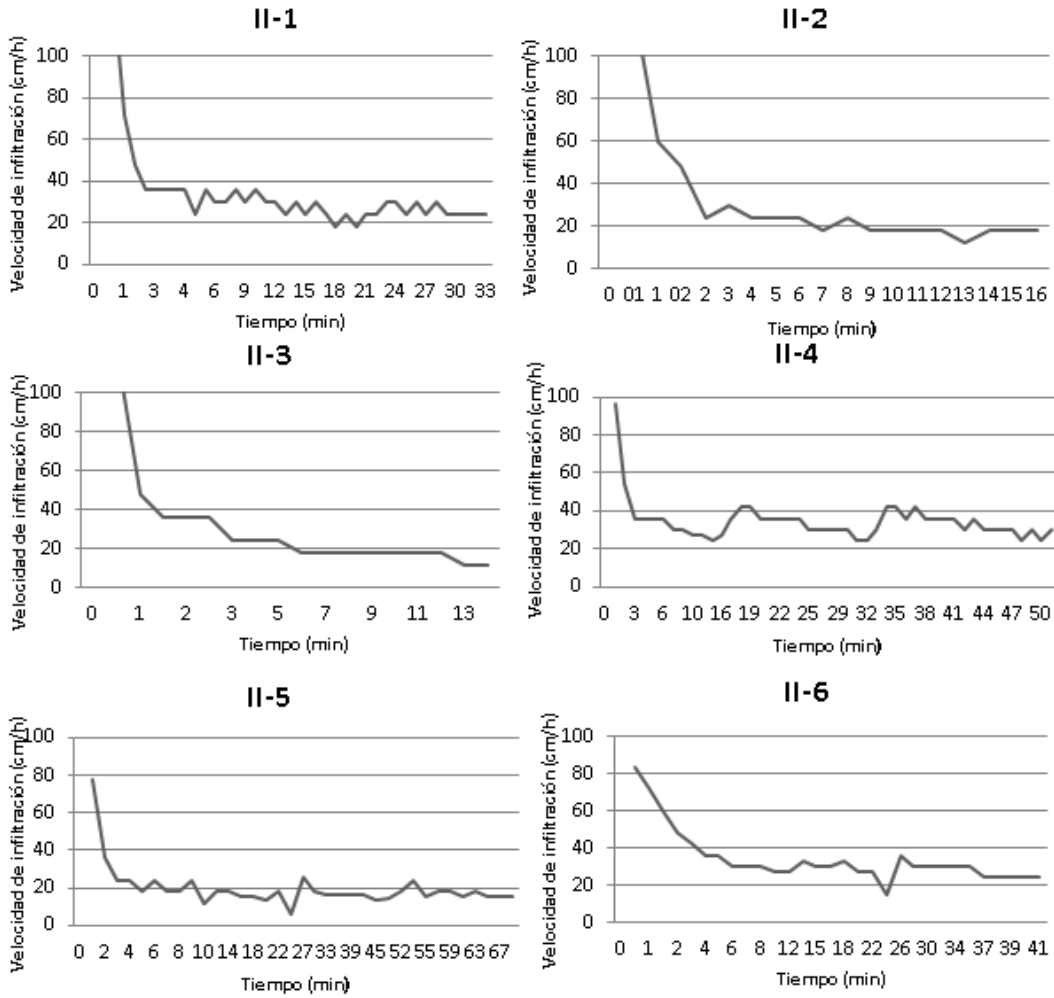 II-1
Velocidad de infiltración (cm/h)
100
80
60
40
20
0
0 1 3 4 6 9 12 15 18 21 24 27 30 33
Tiempo (min)
II-2
Velocidad de infiltración (cm/h)
100
80
60
40
20
0
0 01 1 02 2 3 4 5 6 7 8 9 10 11 12 13 14 15 16
Tiempo (min)
II-3
Velocidad de infiltración (cm/h)
100
80
60
40
20
0
0 1 2 3 5 7 9 11 13
Tiempo (min)
II-4
Velocidad de infiltración (cm/h)
100
80
60
40
20
0
0 3 6 10 16 19 22 25 29 32 35 38 41 44 47 50
Tiempo (min)
II-5
Velocidad de infiltración (cm/h)
100
80
60
40
20
0
0 2 4 6 10 14 18 22 27 33 39 45 52 55 59 63 67
Tiempo (min)
II-6
Velocidad de infiltración (cm/h)
100
80
60
40
20
0
0 1 2 4 6 8 12 15 18 22 26 30 34 37 39 41
Tiempo (min)